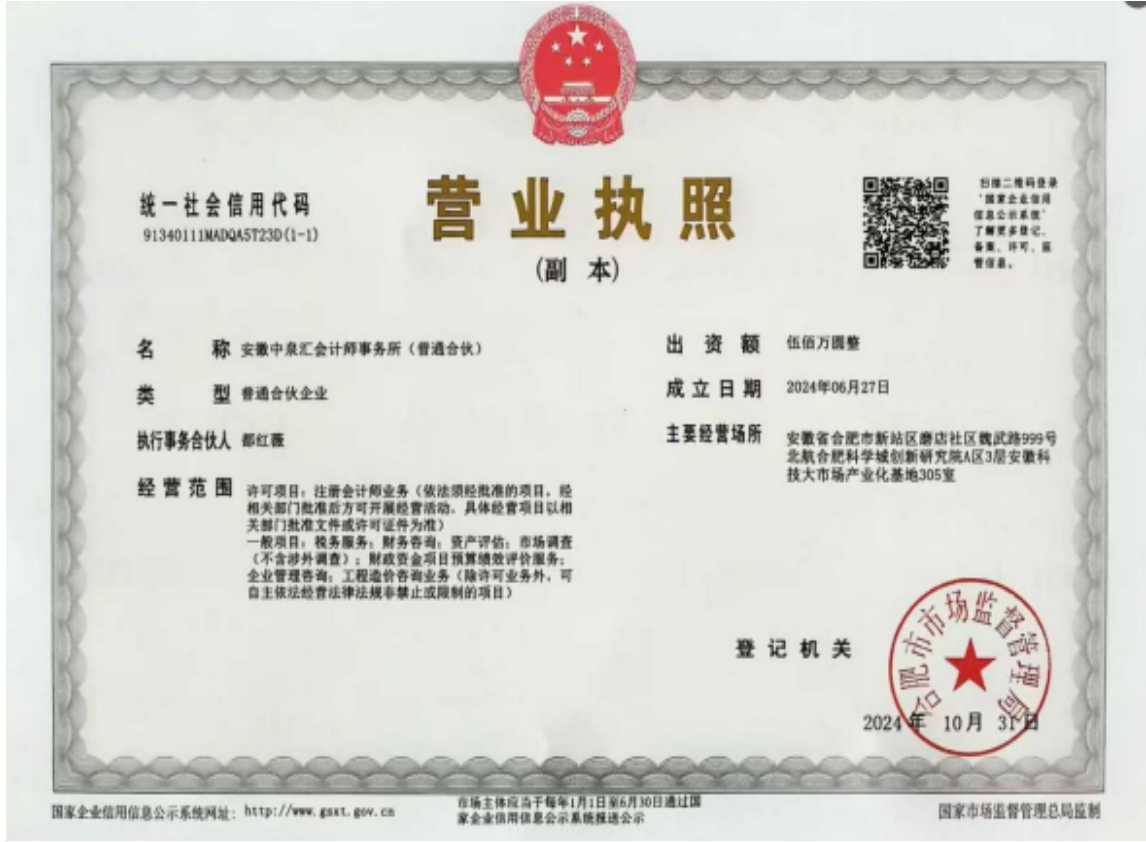 统一社会信用代码
91340111MADQA5T23D(1-1)
营业执照
(副 本)
扫描二维码登录
“国家企业信用
信息公示系统”
了解更多登记、
备案、许可、监
管信息。
名 称 安徽中泉汇会计师事务所（普通合伙）
类 型 普通合伙企业
执行事务合伙人 都红薇
经营范围 许可项目：注册会计师业务（依法须经批准的项目，经
相关部门批准后方可开展经营活动，具体经营项目以相
关部门批准文件或许可证件为准）
一般项目：税务服务；财务咨询；资产评估；市场调查
（不含涉外调查）；财政资金项目预算绩效评价服务；
企业管理咨询；工程造价咨询业务（除许可业务外，可
自主依法经营法律法规非禁止或限制的项目）
出资额 伍佰万圆整
成立日期 2024年06月27日
主要经营场所 安徽省合肥市新站区磨店社区魏武路999号
北航合肥科学城创新研究院A区3层安徽科
技大市场产业化基地305室
登记机关
合肥市市场监督管理局
2024 年 10月 31日
国家企业信用信息公示系统网址：http://www.gsxt.gov.cn
市场主体应当于每年1月1日至6月30日通过国
家企业信用信息公示系统报送公示
国家市场监督管理总局监制